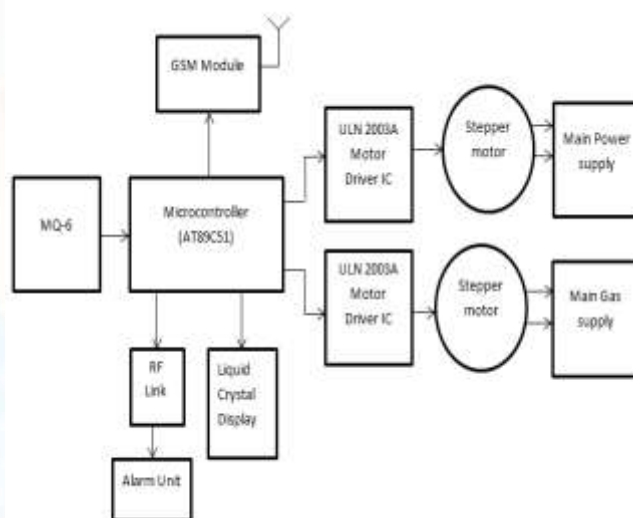 GSM Module
ULN 2003A
Motor
Driver IC
Stepper
motor
Main Power
supply
MQ-6
Microcontroller
(AT89C51)
ULN 2003A
Motor
Driver IC
Stepper
motor
Main Gas
supply
RF
Link
Liquid
Crystal
Display
Alarm Unit